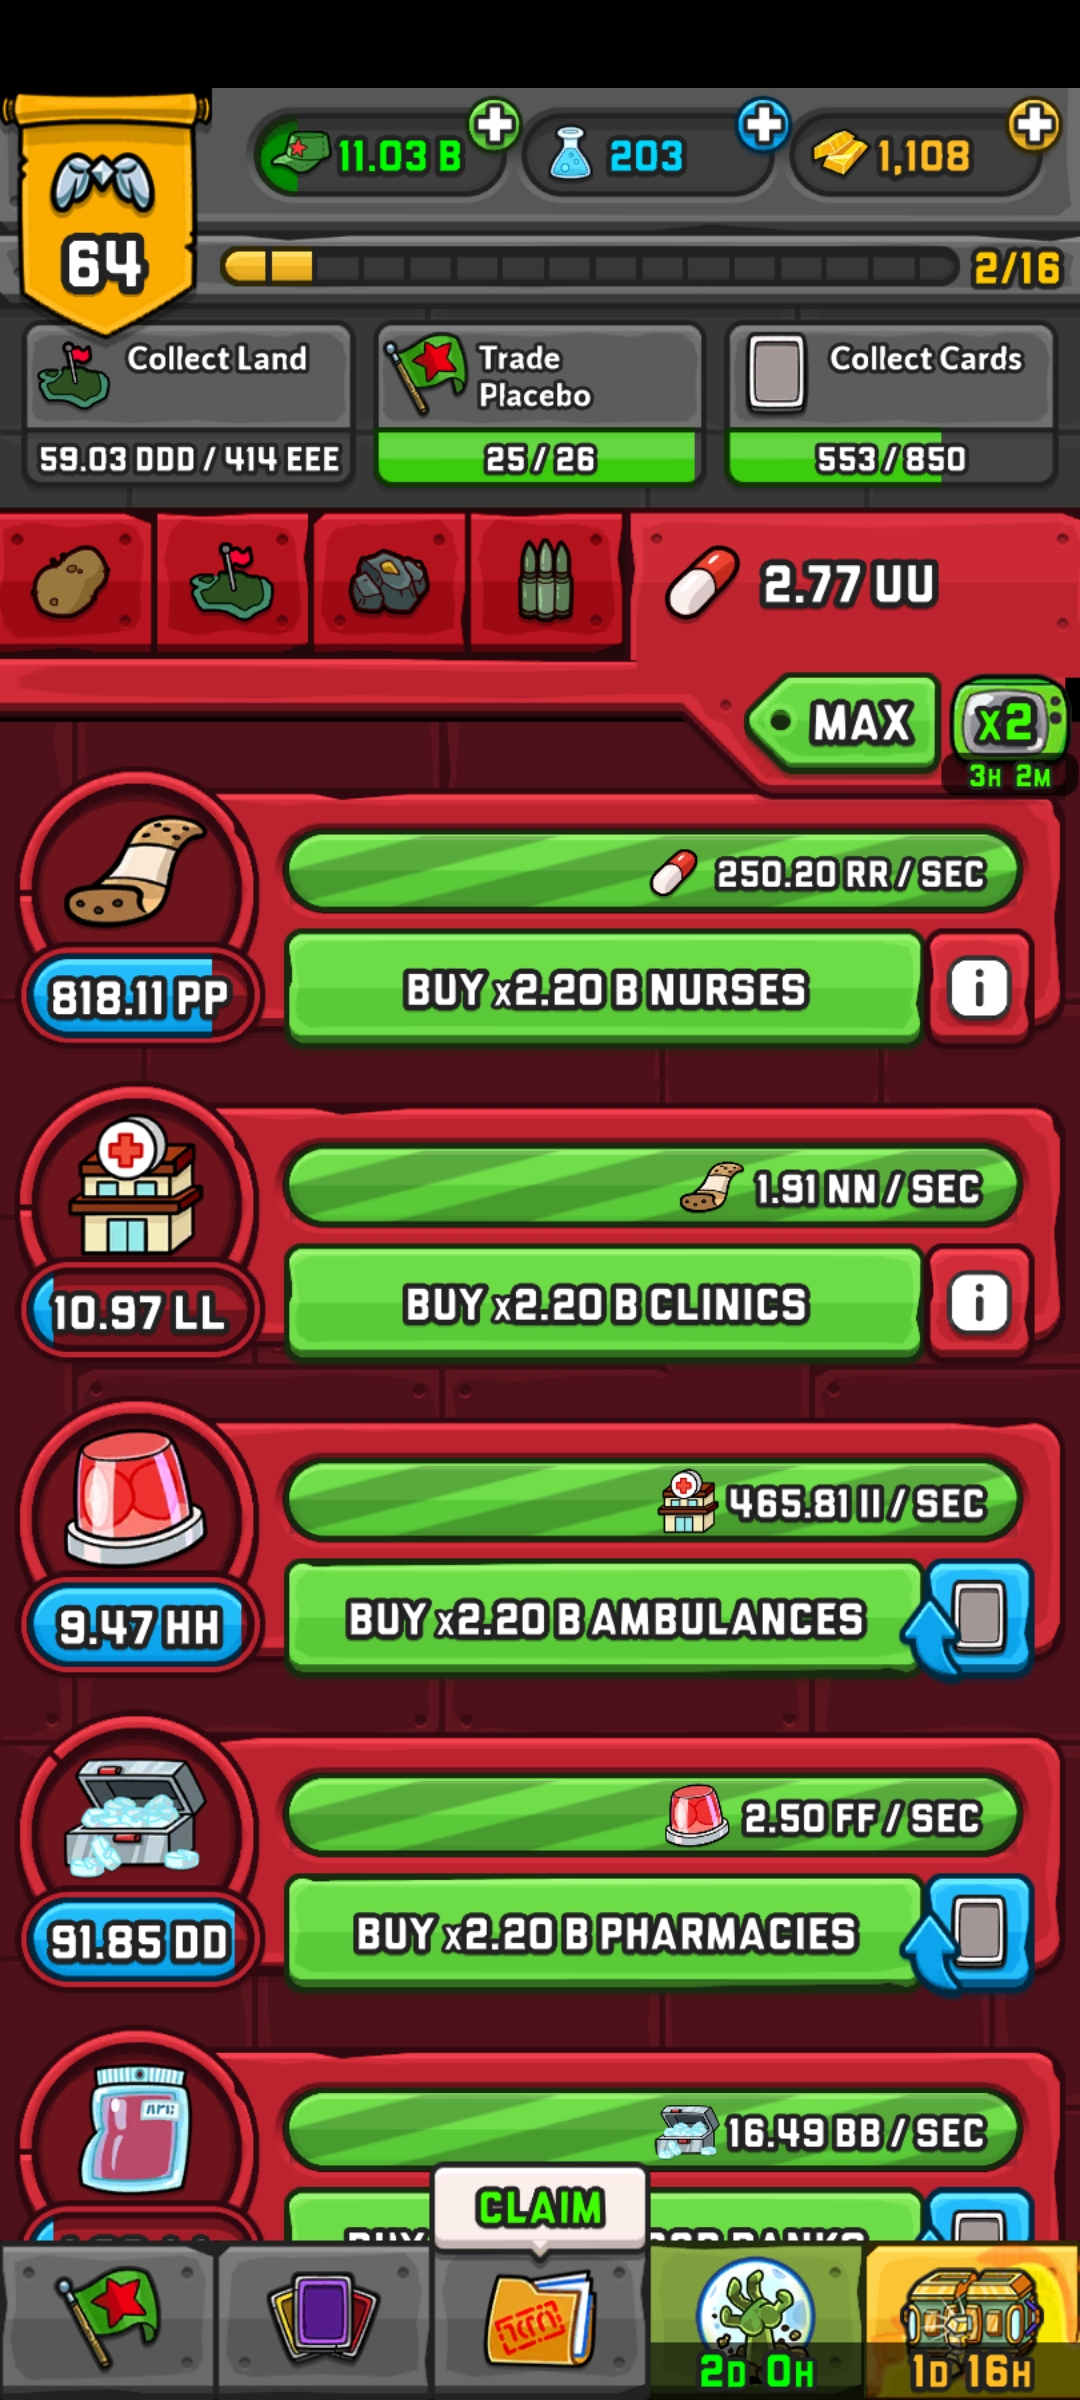 11.03 B
203
1,108
64
2/16
Collect Land
59.03 DDD / 414 EEE
Trade
Placebo
25 / 26
Collect Cards
553 / 850
2.77 UU
MAX
x2
3H 2M
250.20 RR / SEC
818.11 PP
BUY x2.20 B NURSES
i
1.91 NN / SEC
10.97 LL
BUY x2.20 B CLINICS
i
465.81 II / SEC
9.47 HH
BUY x2.20 B AMBULANCES
2.50 FF / SEC
91.85 DD
BUY x2.20 B PHARMACIES
16.49 BB / SEC
BUY
CLAIM
2D 0H
1D 16H